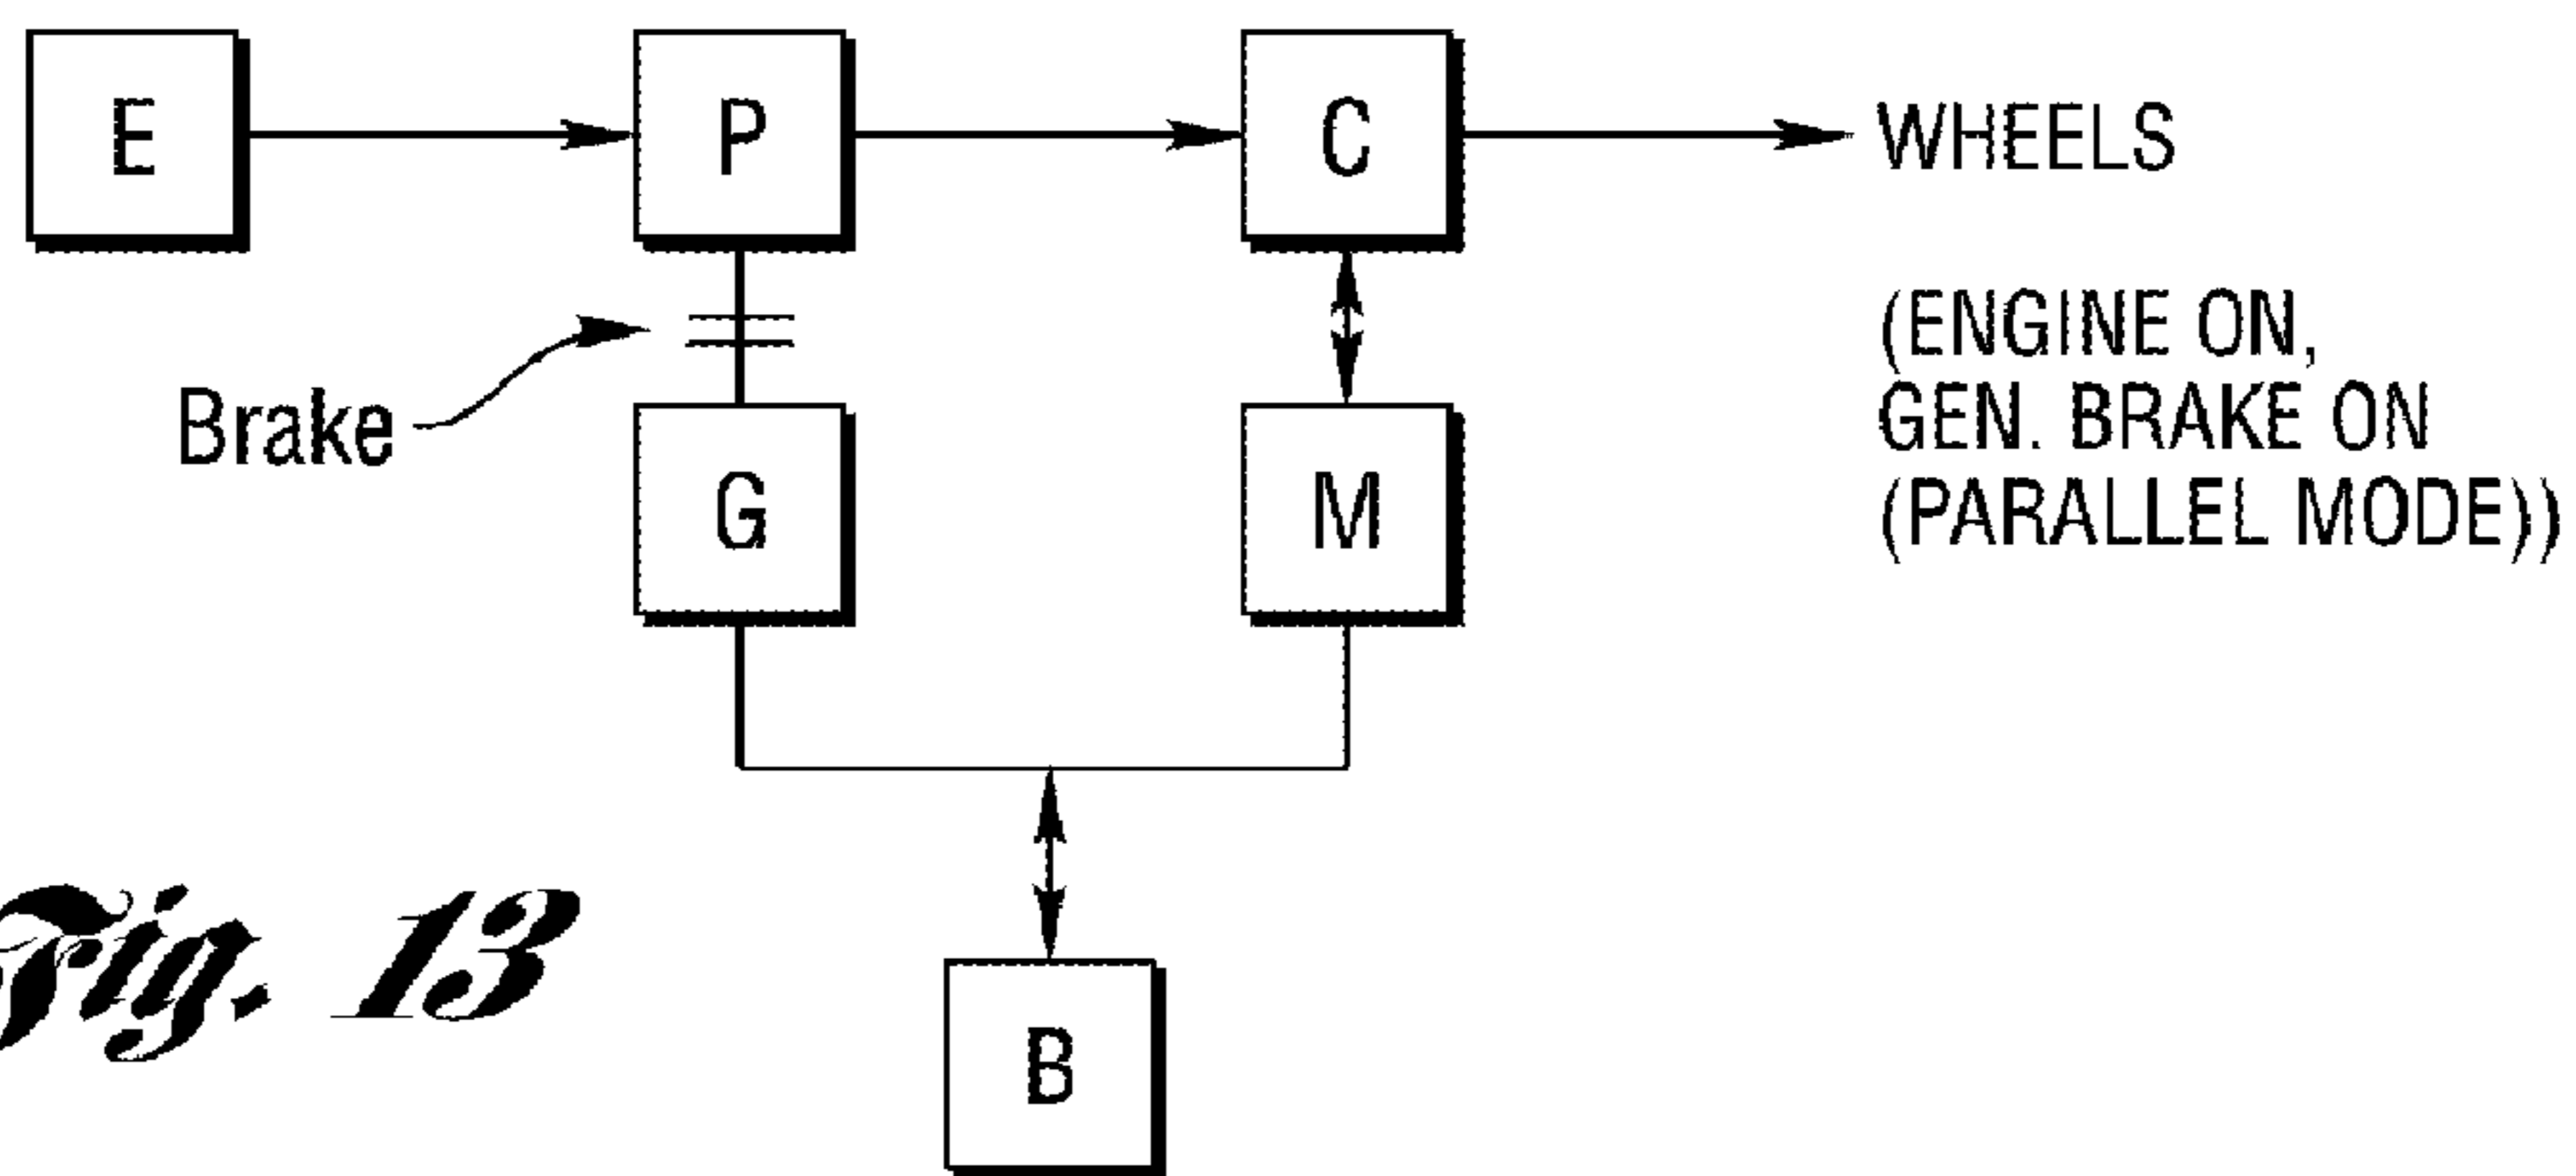 E
P
C
WHEELS
Brake
(ENGINE ON,
GEN. BRAKE ON
(PARALLEL MODE))
G
M
B
Fig. 13